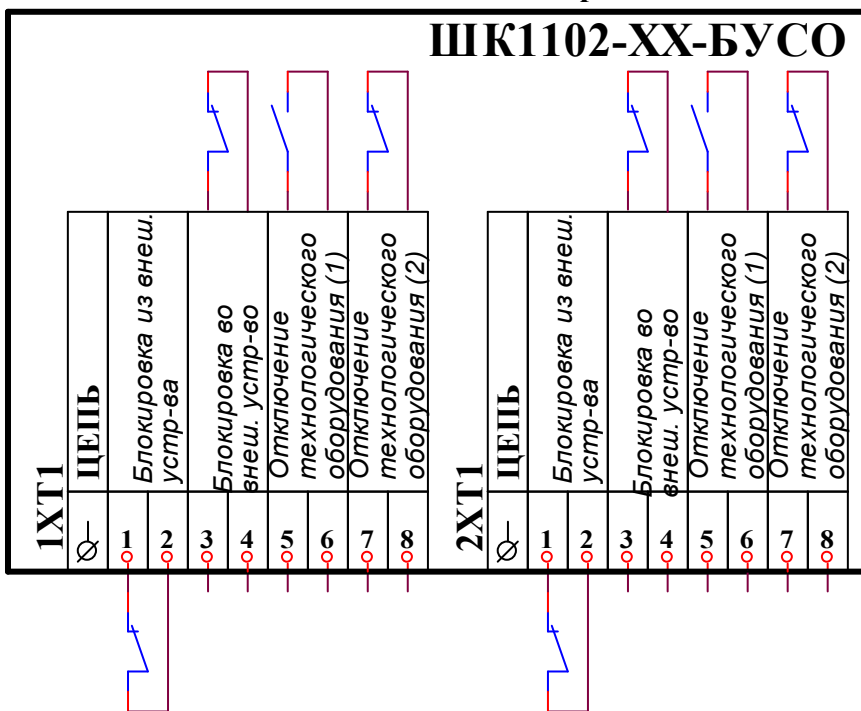 ШК1102-XX-БУСО
1XT1
ЦЕПЬ
Блокировка из внеш.
устр-ва
Блокировка во
внеш. устр-во
Отключение
технологического
оборудования (1)
Отключение
технологического
оборудования (2)
1 2 3 4 5 6 7 8
2XT1
ЦЕПЬ
Блокировка из внеш.
устр-ва
Блокировка во
внеш. устр-во
Отключение
технологического
оборудования (1)
Отключение
технологического
оборудования (2)
1 2 3 4 5 6 7 8